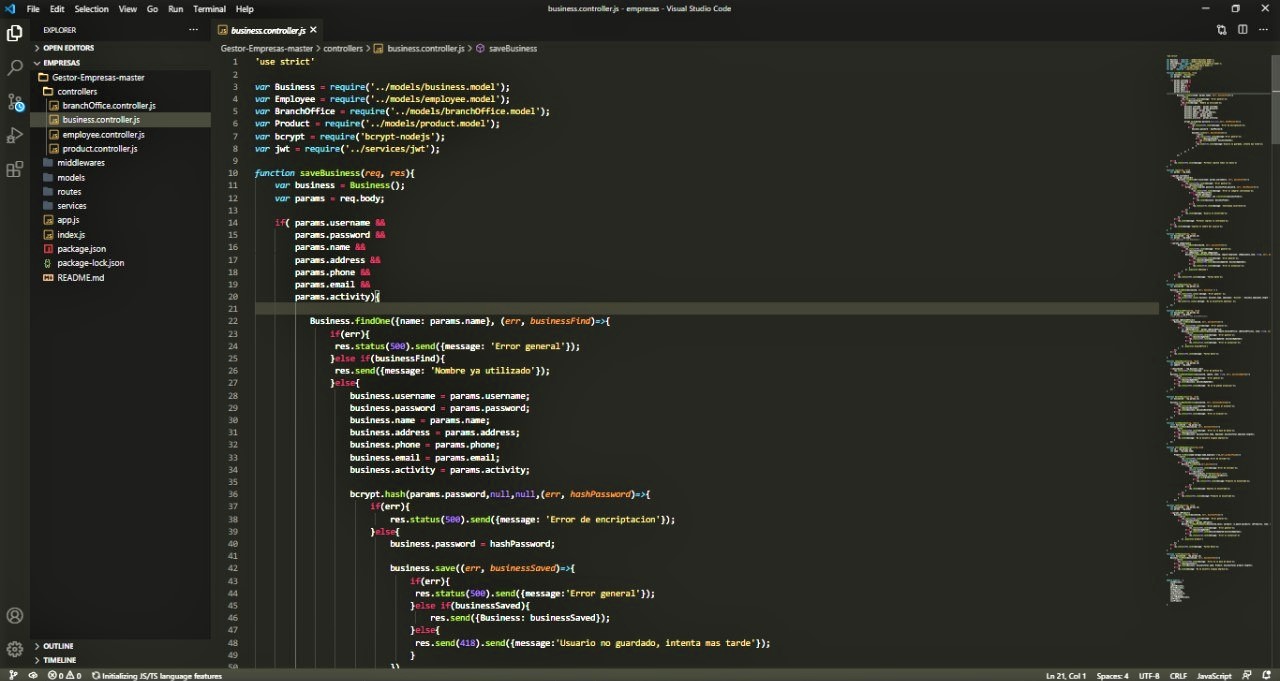 File Edit Selection View Go Run Terminal Help
business.controller.js - empresas - Visual Studio Code
EXPLORER
OPEN EDITORS
EMPRESAS
Gestor-Empresas-master
controllers
branchOffice.controller.js
business.controller.js
employee.controller.js
product.controller.js
middlewares
models
routes
services
app.js
index.js
package.json
package-lock.json
README.md
OUTLINE
TIMELINE
business.controller.js
Gestor-Empresas-master > controllers > business.controller.js > saveBusiness
1 'use strict'
2
3 var Business = require('../models/business.model');
4 var Employee = require('../models/employee.model');
5 var BranchOffice = require('../models/branchOffice.model');
6 var Product = require('../models/product.model');
7 var bcrypt = require('bcrypt-nodejs');
8 var jwt = require('../services/jwt');
9
10 function saveBusiness(req, res){
11 var business = Business();
12 var params = req.body;
13
14 if( params.username &&
15 params.password &&
16 params.name &&
17 params.address &&
18 params.phone &&
19 params.email &&
20 params.activity){
21
22 Business.findOne({name: params.name}, (err, businessFind)=>{
23 if(err){
24 res.status(500).send({message: 'Error general'});
25 }else if(businessFind){
26 res.send({message: 'Nombre ya utilizado'});
27 }else{
28 business.username = params.username;
29 business.password = params.password;
30 business.name = params.name;
31 business.address = params.address;
32 business.phone = params.phone;
33 business.email = params.email;
34 business.activity = params.activity;
35
36 bcrypt.hash(params.password,null,null,(err, hashPassword)=>{
37 if(err){
38 res.status(500).send({message: 'Error de encriptacion'});
39 }else{
40 business.password = hashPassword;
41
42 business.save((err, businessSaved)=>{
43 if(err){
44 res.status(500).send({message:'Error general'});
45 }else if(businessSaved){
46 res.send({Business: businessSaved});
47 }else{
48 res.send(418).send({message:'Usuario no guardado, intenta mas tarde'});
49 }
50 })
0 0 Initializing JS/TS language features
Ln 21, Col 1 Spaces: 4 UTF-8 CRLF JavaScript